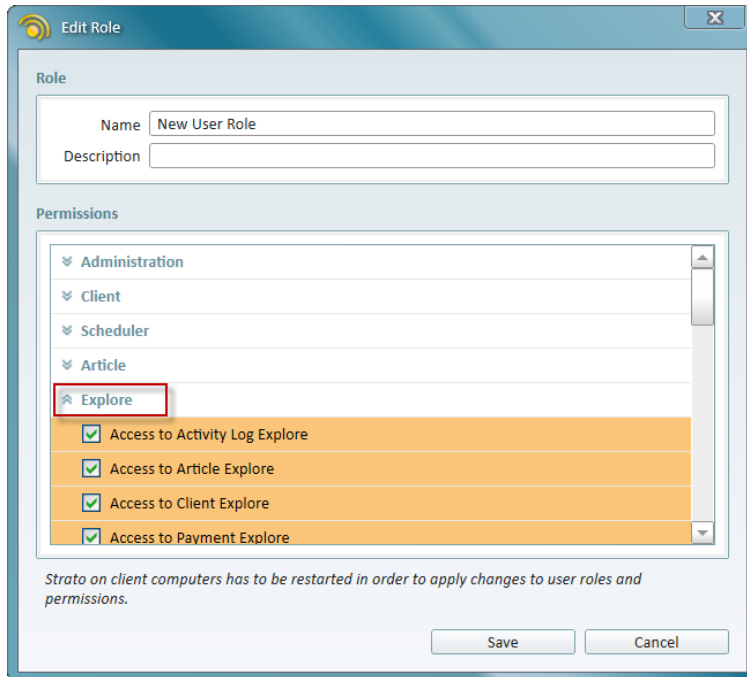 Edit Role
Role
Name New User Role
Description
Permissions
Administration
Client
Scheduler
Article
Explore
Access to Activity Log Explore
Access to Article Explore
Access to Client Explore
Access to Payment Explore
Strato on client computers has to be restarted in order to apply changes to user roles and
permissions.
Save Cancel